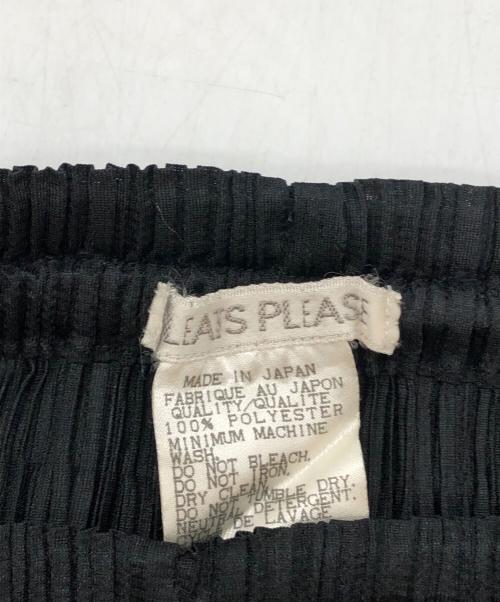 LEATS PLEASE
MADE IN JAPAN
FABRIQUE AU JAPON
QUALITY/QUALITE
100% POLYESTER
MINIMUM MACHINE
WASH.
DO NOT BLEACH.
DO NOT IRON.
DRY CLEAN.
TUMBLE DRY.
DO NOT DETERGENT.
DE LAVAGE